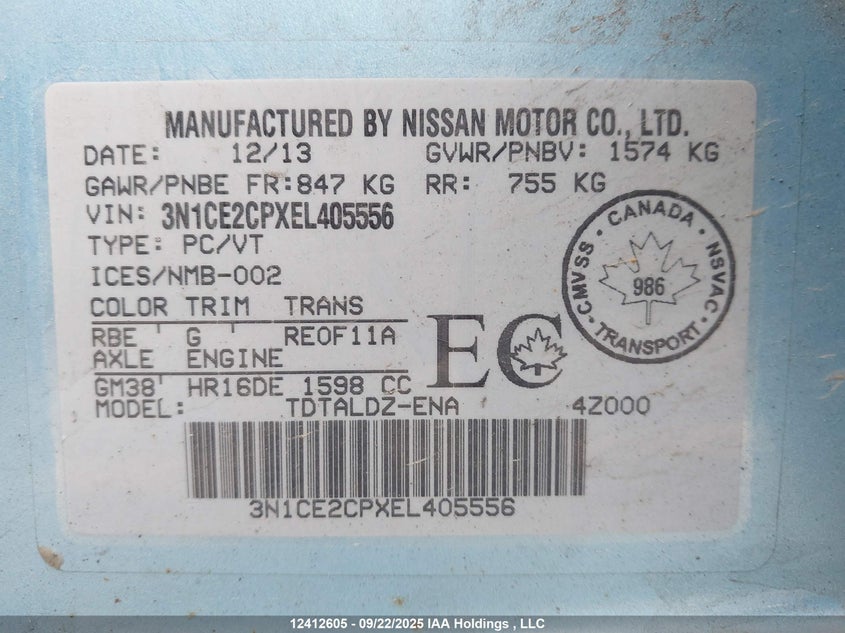 MANUFACTURED BY NISSAN MOTOR CO., LTD.
DATE: 12/13 GVWR/PNBV: 1574 KG
GAWR/PNBE FR:847 KG RR: 755 KG
VIN: 3N1CE2CPXEL405556
TYPE: PC/VT
ICES/NMB-002
COLOR TRIM TRANS
RBE ' G ' RE0F11A
AXLE ENGINE
GM38' HR16DE 1598 CC
MODEL: TDTALDZ-ENA 4Z000
EC
CMVSS · CANADA · NSVAC
986
TRANSPORT
3N1CE2CPXEL405556
12412605 - 09/22/2025 IAA Holdings , LLC